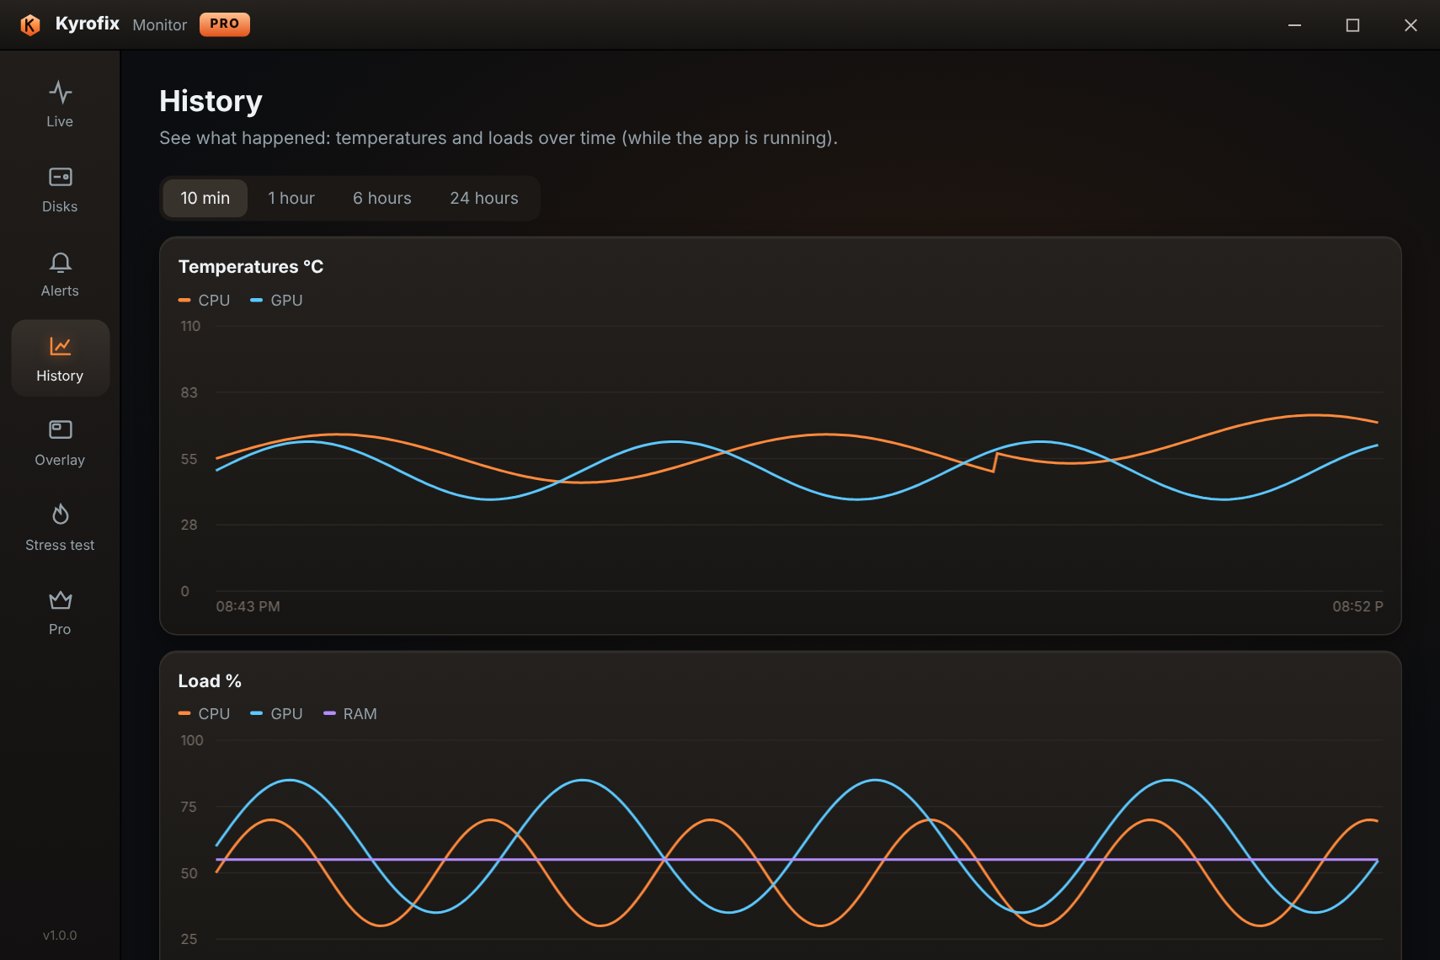 Kyrofix Monitor PRO
Live
Disks
Alerts
History
Overlay
Stress test
Pro
v1.0.0
History
See what happened: temperatures and loads over time (while the app is running).
10 min 1 hour 6 hours 24 hours
Temperatures °C
CPU GPU
110
83
55
28
0
08:43 PM 08:52 P
Load %
CPU GPU RAM
100
75
50
25